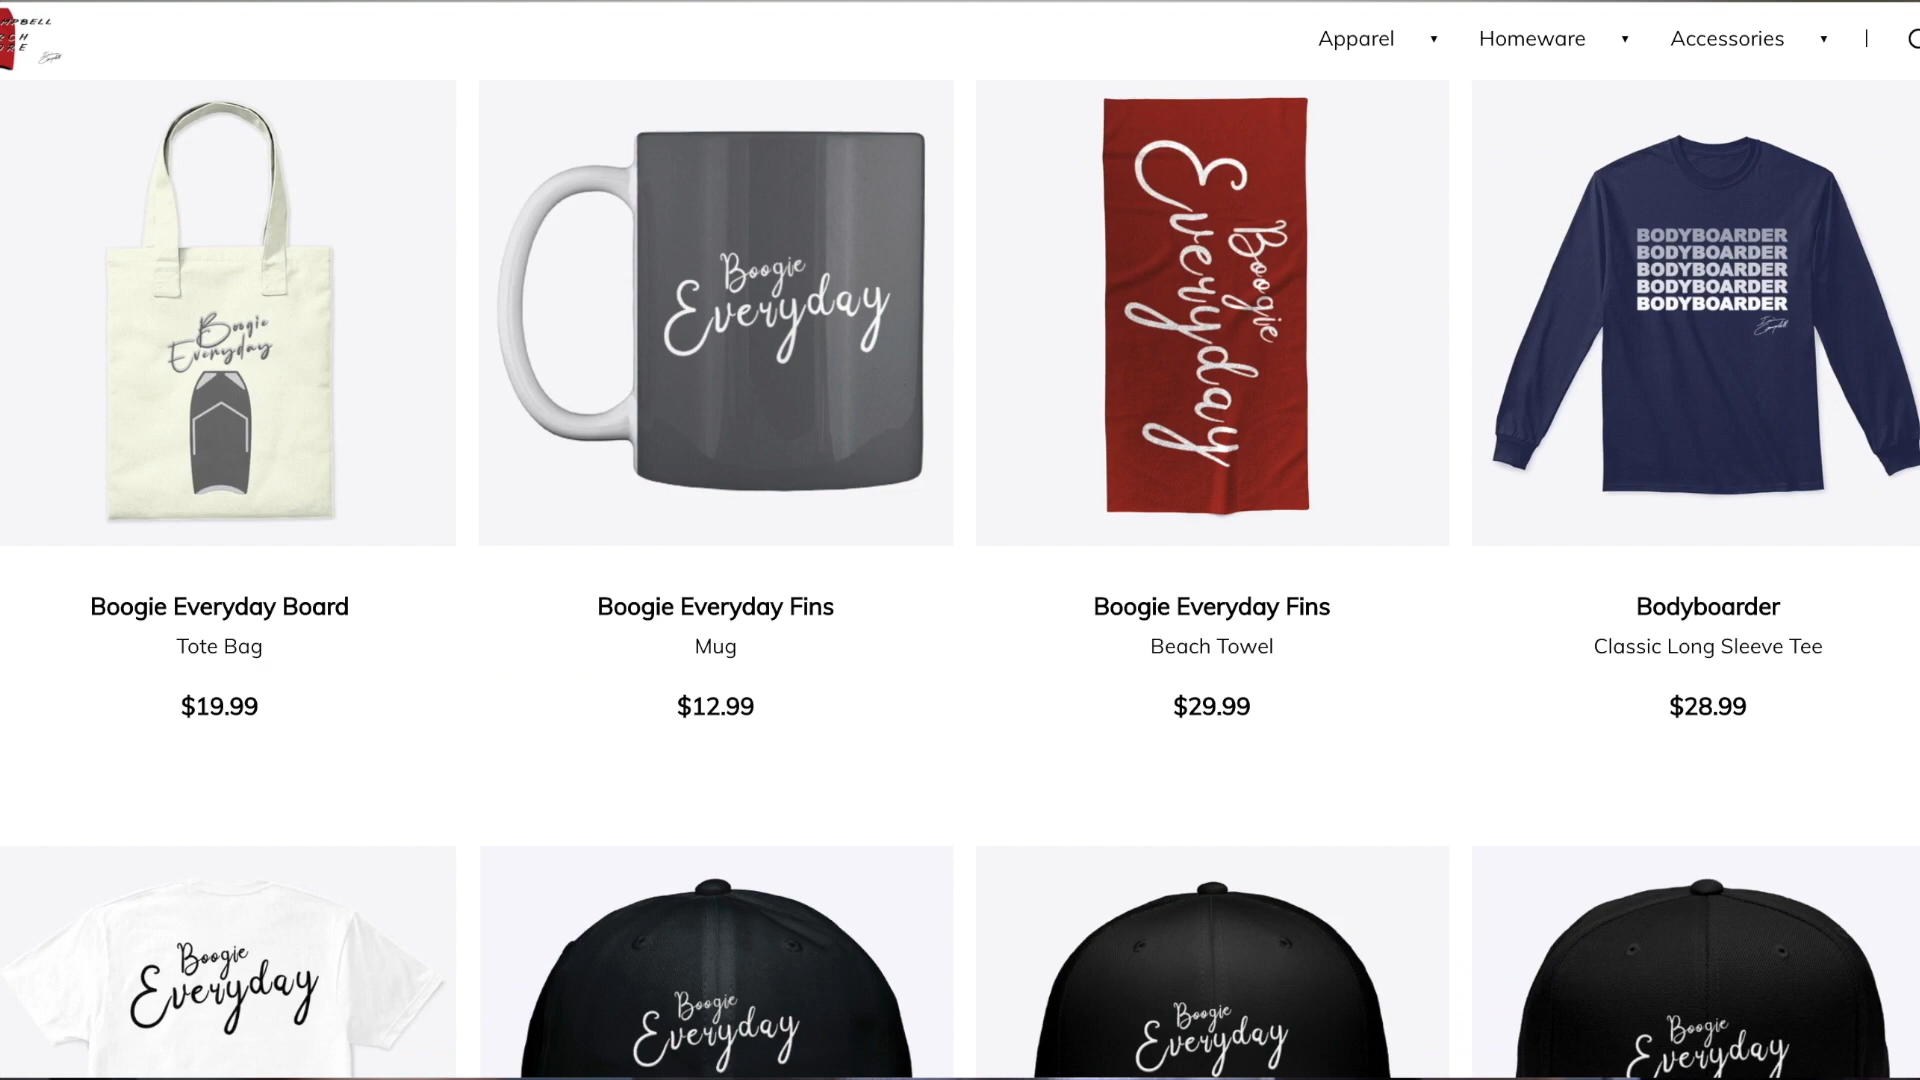 MPBELL
Apparel ▼ Homeware ▼ Accessories ▼ |
Boogie
Everyday
Boogie
Everyday
Boogie
Everyday
BODYBOARDER
BODYBOARDER
BODYBOARDER
BODYBOARDER
BODYBOARDER
Boogie Everyday Board
Tote Bag
$19.99
Boogie Everyday Fins
Mug
$12.99
Boogie Everyday Fins
Beach Towel
$29.99
Bodyboarder
Classic Long Sleeve Tee
$28.99
Boogie
Everyday
Boogie
Everyday
Boogie
Everyday
Boogie
Everyday